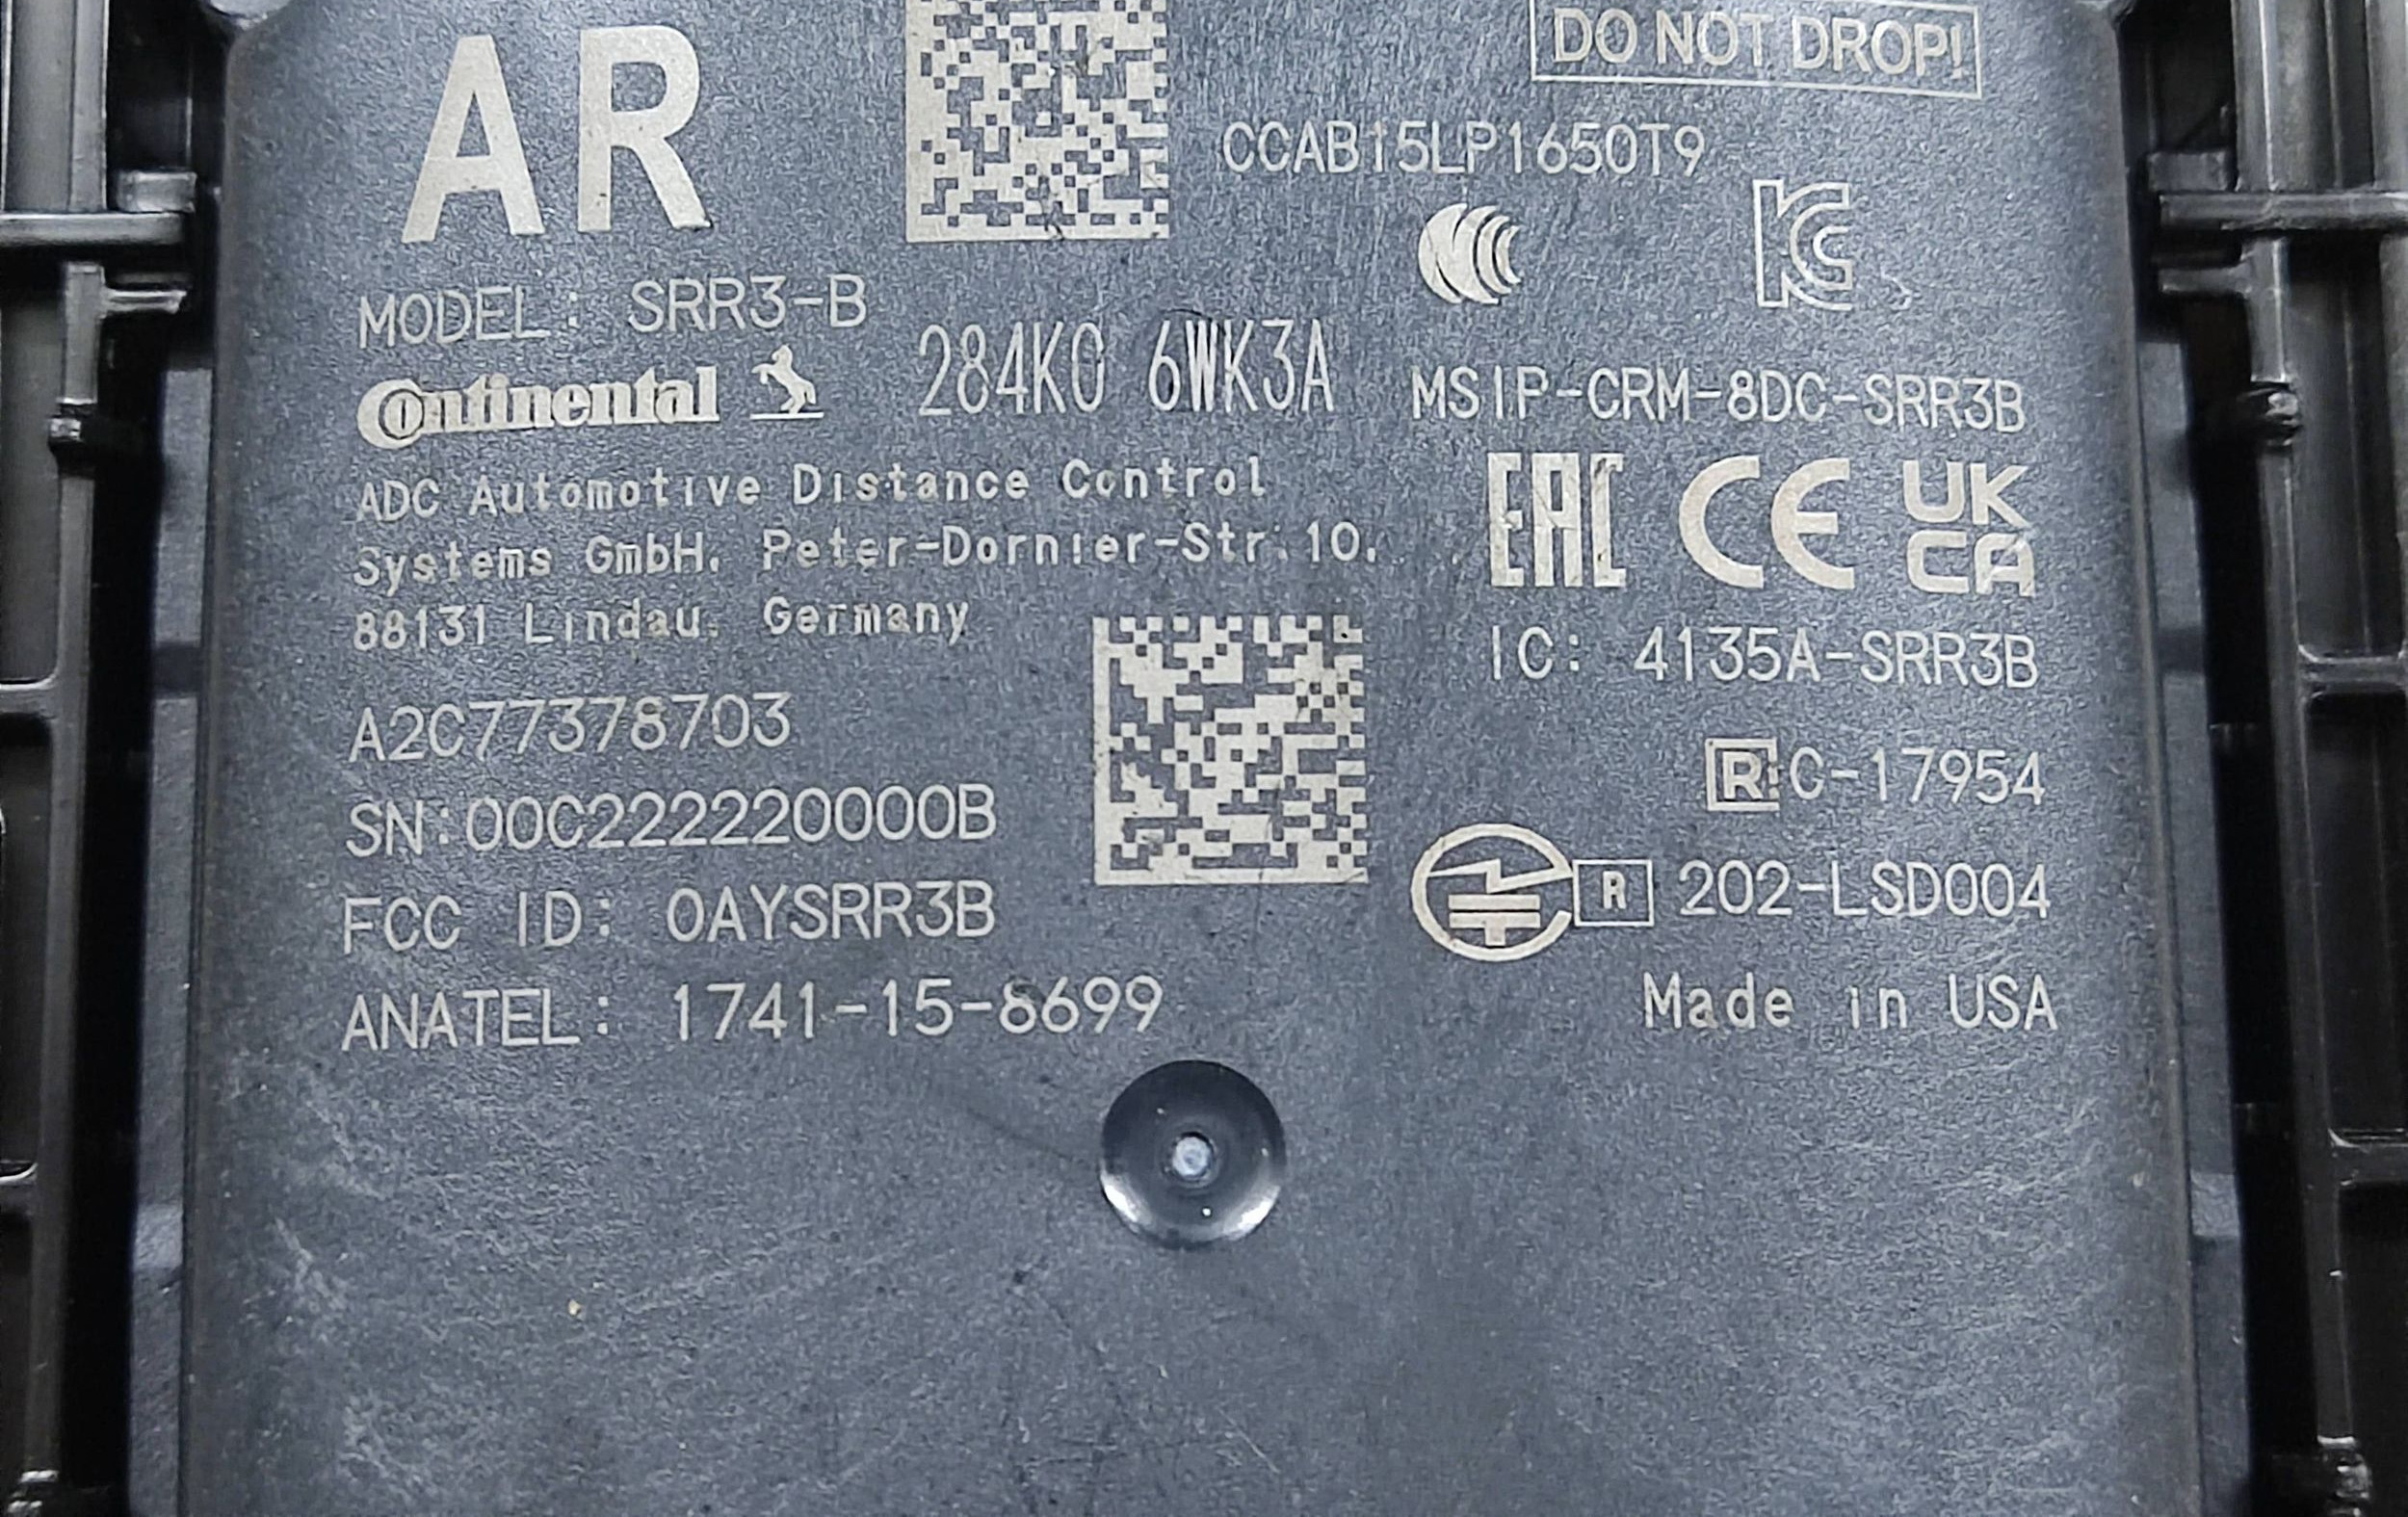 AR
DO NOT DROP!
CCAB15LP1650T9
MODEL: SRR3-B
Continental
284K0 6WK3A
MSIP-CRM-8DC-SRR3B
ADC Automotive Distance Control
Systems GmbH, Peter-Dornier-Str.10,
88131 Lindau, Germany
EAC CE UK
CA
IC: 4135A-SRR3B
A2C77378703
R:C-17954
SN:00C222220000B
R 202-LSD004
FCC ID: OAYSRR3B
ANATEL: 1741-15-8699
Made in USA